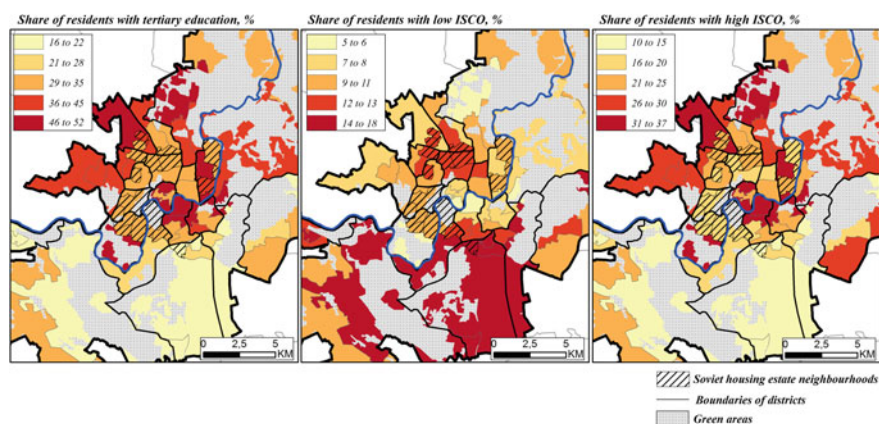 Share of residents with tertiary education, %
16 to 22
21 to 28
29 to 35
36 to 45
46 to 52
0 2,5 5
KM
Share of residents with low ISCO, %
5 to 6
7 to 8
9 to 11
12 to 13
14 to 18
0 2,5 5
KM
Share of residents with high ISCO, %
10 to 15
16 to 20
21 to 25
26 to 30
31 to 37
0 2,5 5
KM
Soviet housing estate neighbourhoods
Boundaries of districts
Green areas